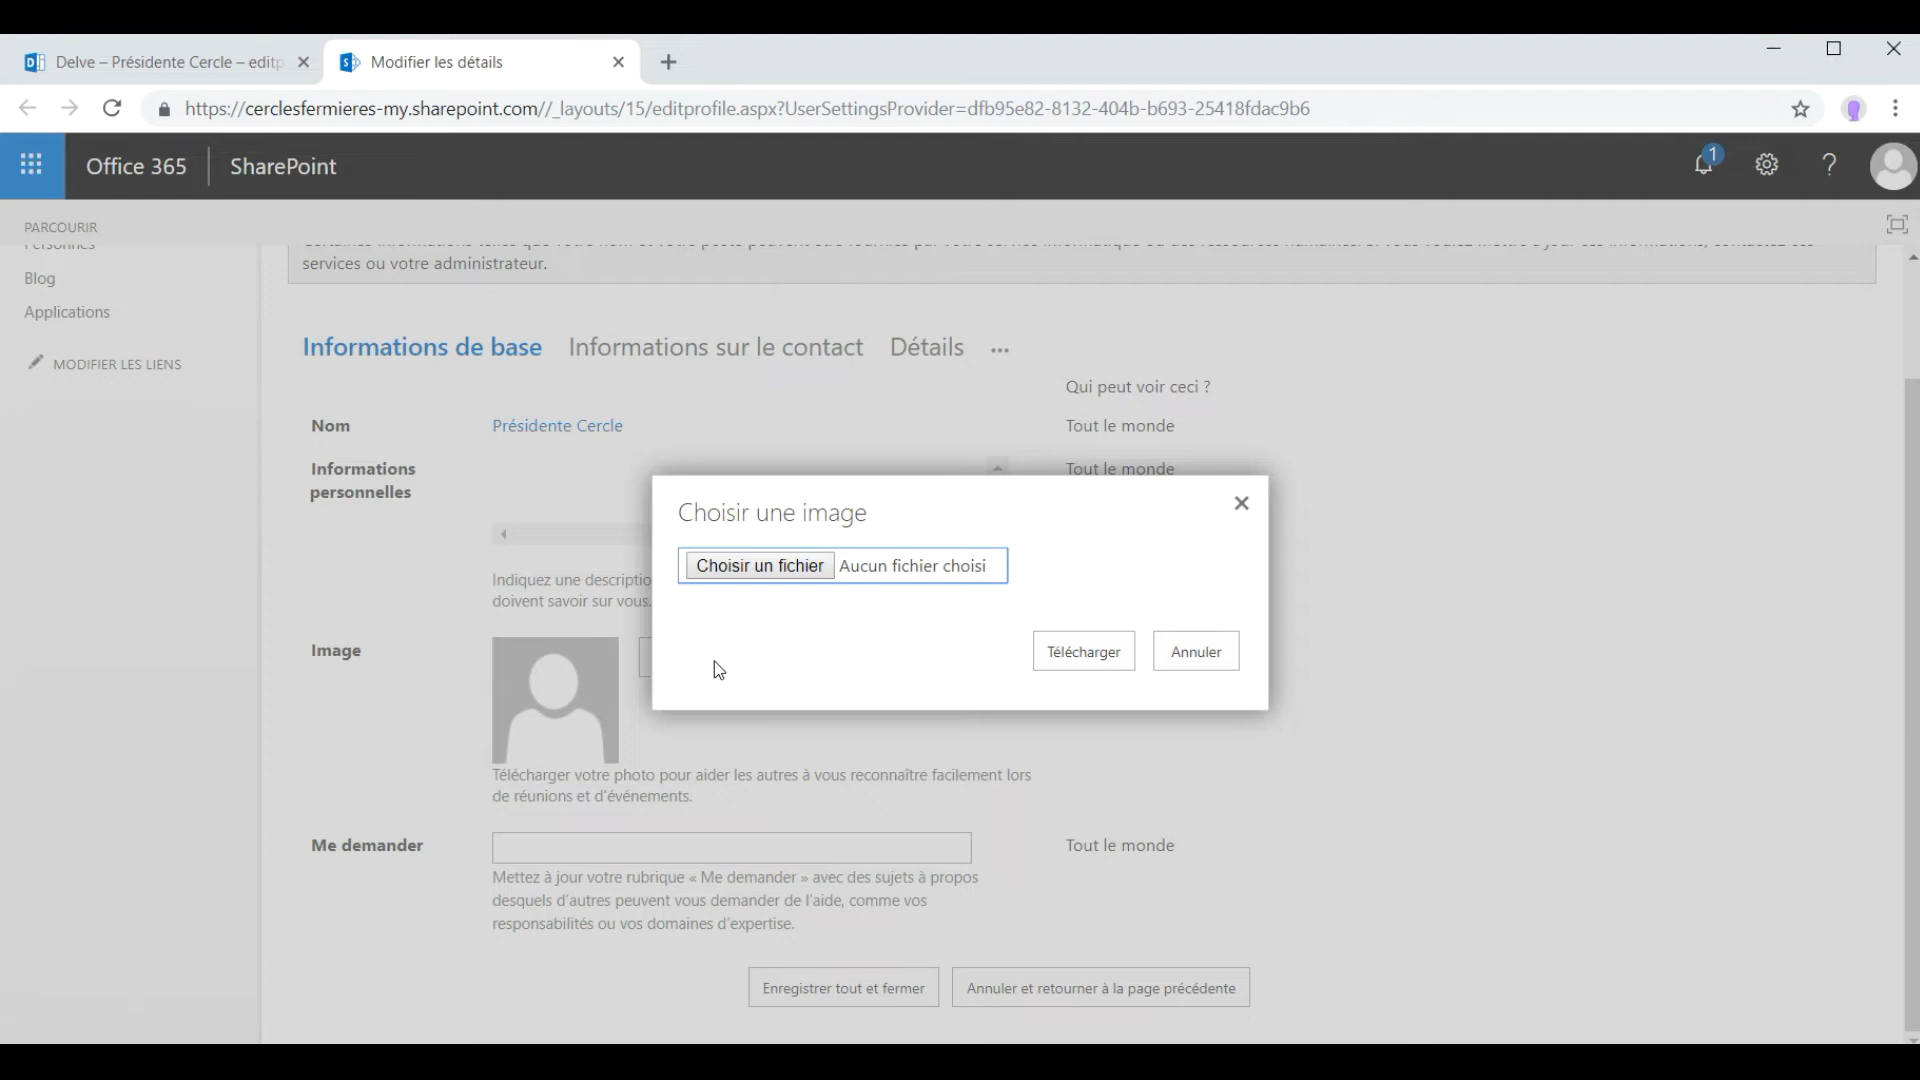 Delve – Présidente Cercle – editp
Modifier les détails
https://cerclesfermieres-my.sharepoint.com//_layouts/15/editprofile.aspx?UserSettingsProvider=dfb95e82-8132-404b-b693-25418fdac9b6
Office 365
SharePoint
1
?
PARCOURIR
Personnes
Blog
Applications
MODIFIER LES LIENS
services ou votre administrateur.
Informations de base
Informations sur le contact
Détails
...
Qui peut voir ceci ?
Nom
Présidente Cercle
Tout le monde
Informations
personnelles
Tout le monde
Indiquez une descriptio
doivent savoir sur vous.
Choisir une image
Choisir un fichier
Aucun fichier choisi
Télécharger
Annuler
Image
Télécharger votre photo pour aider les autres à vous reconnaître facilement lors
de réunions et d'événements.
Me demander
Tout le monde
Mettez à jour votre rubrique « Me demander » avec des sujets à propos
desquels d'autres peuvent vous demander de l'aide, comme vos
responsabilités ou vos domaines d'expertise.
Enregistrer tout et fermer
Annuler et retourner à la page précédente